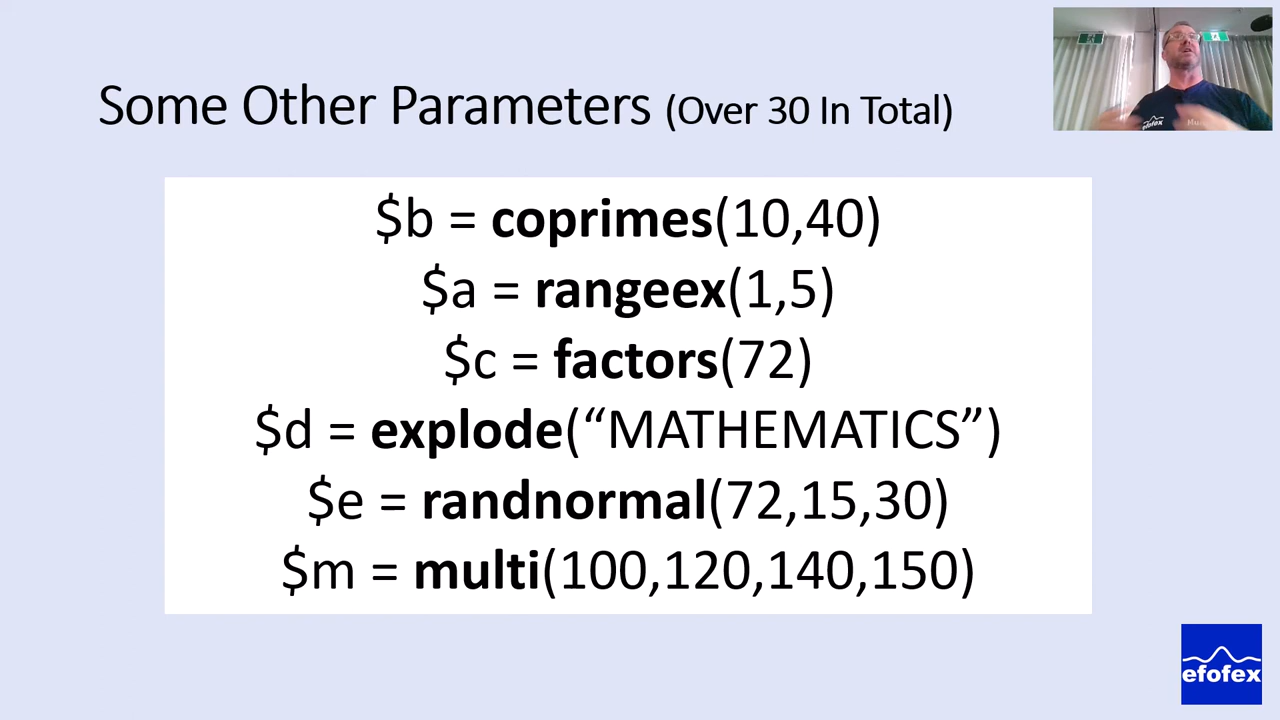 Some Other Parameters (Over 30 In Total)
$b = coprimes(10,40)
$a = rangeex(1,5)
$c = factors(72)
$d = explode(“MATHEMATICS”)
$e = randnormal(72,15,30)
$m = multi(100,120,140,150)
efofex
efofex